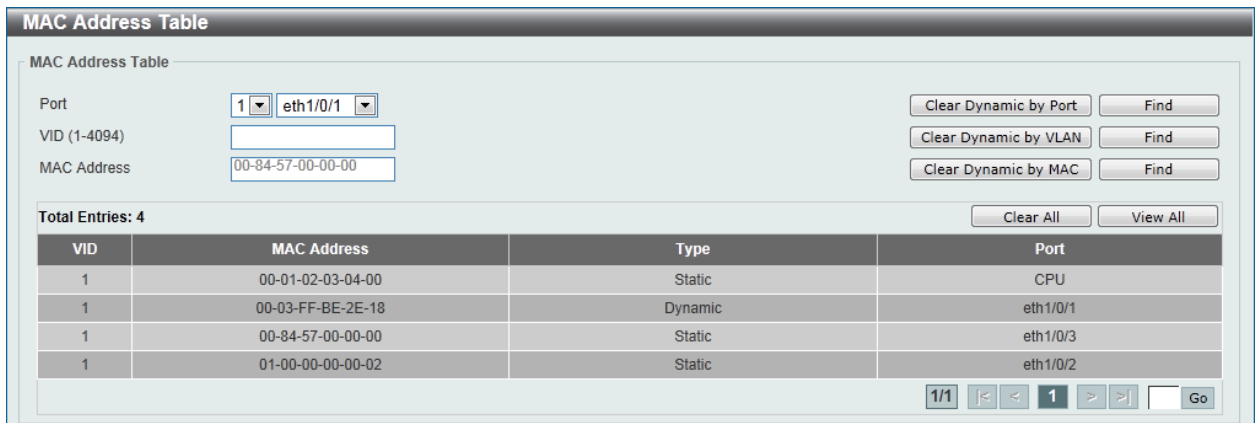 MAC Address Table
MAC Address Table
Port 1 eth1/0/1 Clear Dynamic by Port Find
VID (1-4094) Clear Dynamic by VLAN Find
MAC Address 00-84-57-00-00-00 Clear Dynamic by MAC Find
Total Entries: 4 Clear All View All
VID MAC Address Type Port
1 00-01-02-03-04-00 Static CPU
1 00-03-FF-BE-2E-18 Dynamic eth1/0/1
1 00-84-57-00-00-00 Static eth1/0/3
1 01-00-00-00-00-02 Static eth1/0/2
1/1 |< < 1 > >| Go